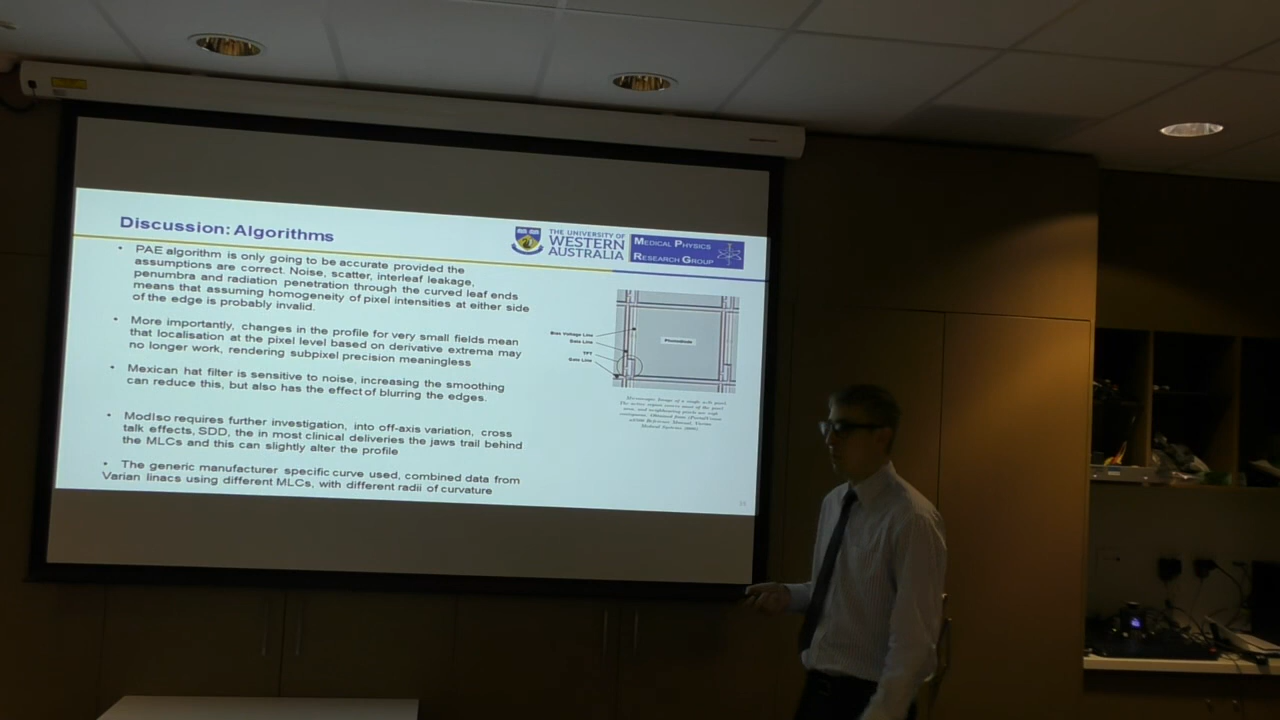 Discussion: Algorithms
THE UNIVERSITY OF
WESTERN
AUSTRALIA
MEDICAL PHYSICS
RESEARCH GROUP
• PAE algorithm is only going to be accurate provided the
assumptions are correct. Noise, scatter, interleaf leakage,
penumbra and radiation penetration through the curved leaf ends
means that assuming homogeneity of pixel intensities at either side
of the edge is probably invalid.
• More importantly, changes in the profile for very small fields mean
that localisation at the pixel level based on derivative extrema may
no longer work, rendering subpixel precision meaningless
• Mexican hat filter is sensitive to noise, increasing the smoothing
can reduce this, but also has the effect of blurring the edges.
• ModIso requires further investigation, into off-axis variation, cross
talk effects, SDD, the in most clinical deliveries the jaws trail behind
the MLCs and this can slightly alter the profile
• The generic manufacturer specific curve used, combined data from
Varian linacs using different MLCs, with different radii of curvature
Bias Voltage Line
Gate Line
TFT
Gate Line
Photodiode